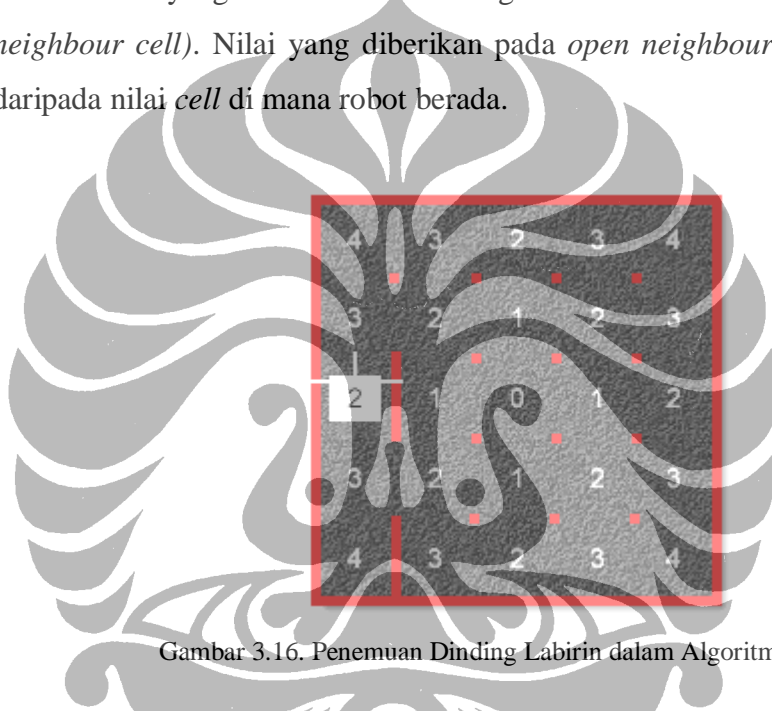 neighbour cell). Nilai yang diberikan pada open neighbour
daripada nilai cell di mana robot berada.
4 3 2 3 4
3 2 1 2 3
2 1 0 1 2
3 2 1 2 3
4 3 2 3 4
Gambar 3.16. Penemuan Dinding Labirin dalam